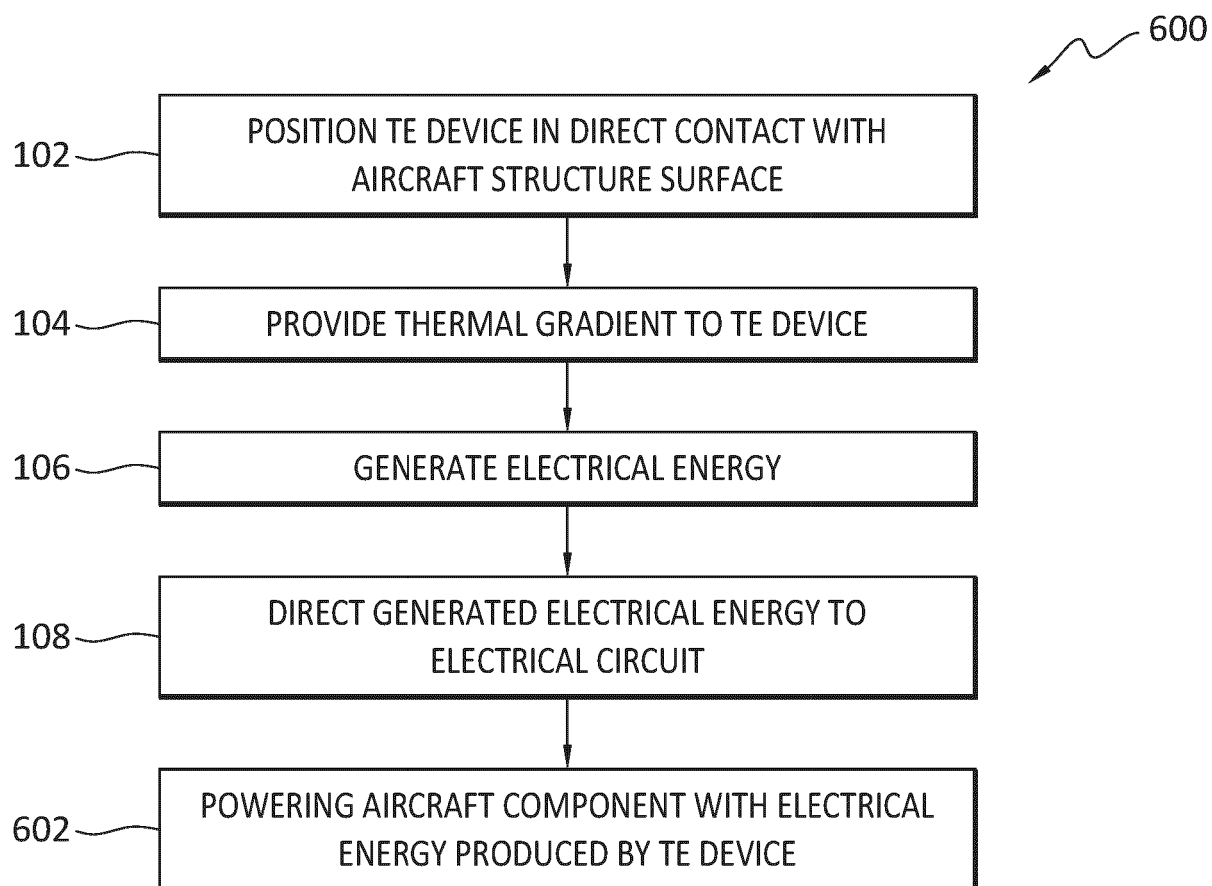 600
102
POSITION TE DEVICE IN DIRECT CONTACT WITH
AIRCRAFT STRUCTURE SURFACE
104
PROVIDE THERMAL GRADIENT TO TE DEVICE
106
GENERATE ELECTRICAL ENERGY
108
DIRECT GENERATED ELECTRICAL ENERGY TO
ELECTRICAL CIRCUIT
602
POWERING AIRCRAFT COMPONENT WITH ELECTRICAL
ENERGY PRODUCED BY TE DEVICE